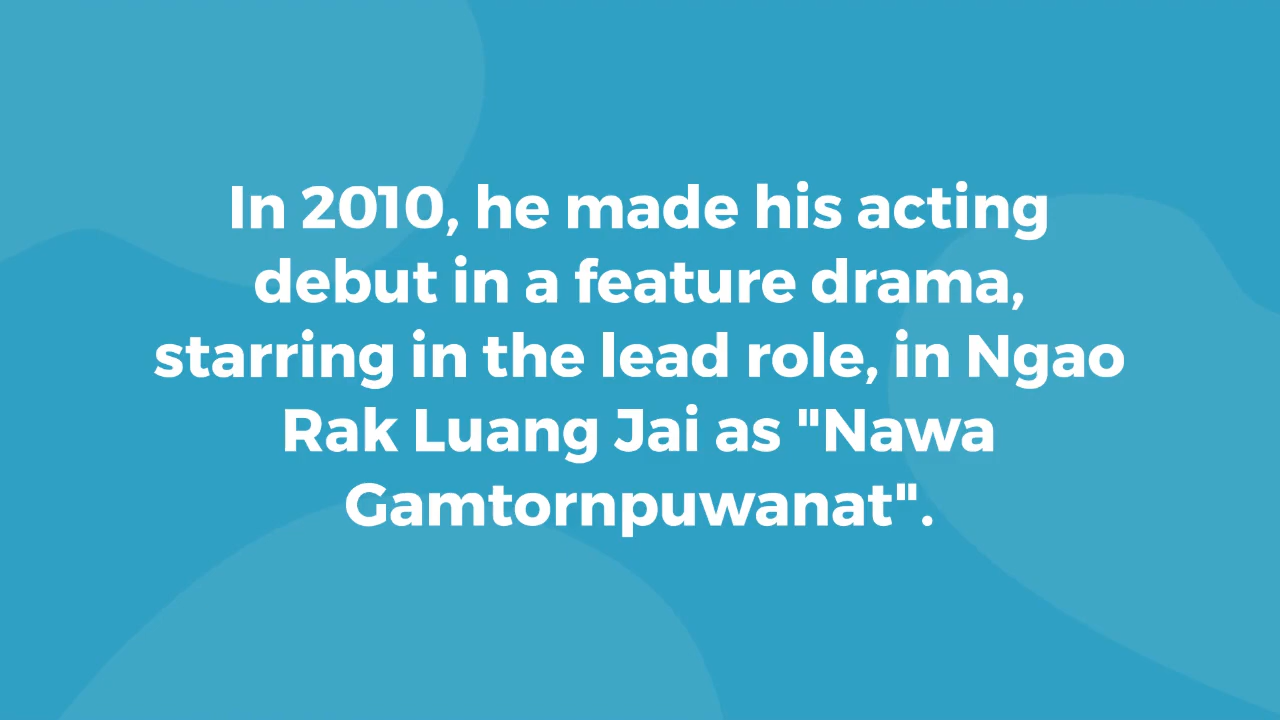 In 2010, he made his acting
debut in a feature drama,
starring in the lead role, in Ngao
Rak Luang Jai as "Nawa
Gamtornpuwanat".